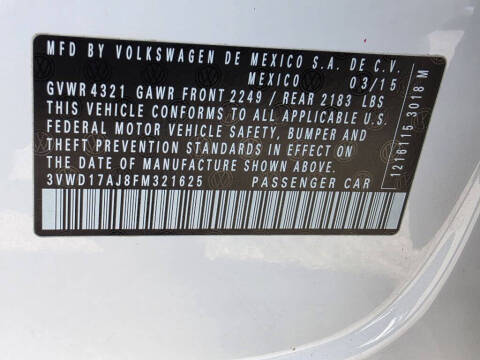 MFD BY VOLKSWAGEN DE MEXICO S.A. DE C.V.
MEXICO 03/15
GVWR 4321 GAWR FRONT 2249 / REAR 2183 LBS
THIS VEHICLE CONFORMS TO ALL APPLICABLE U.S.
FEDERAL MOTOR VEHICLE SAFETY, BUMPER AND
THEFT PREVENTION STANDARDS IN EFFECT ON
THE DATE OF MANUFACTURE SHOWN ABOVE.
3VWD17AJ8FM321625 PASSENGER CAR
1216115 3018 M